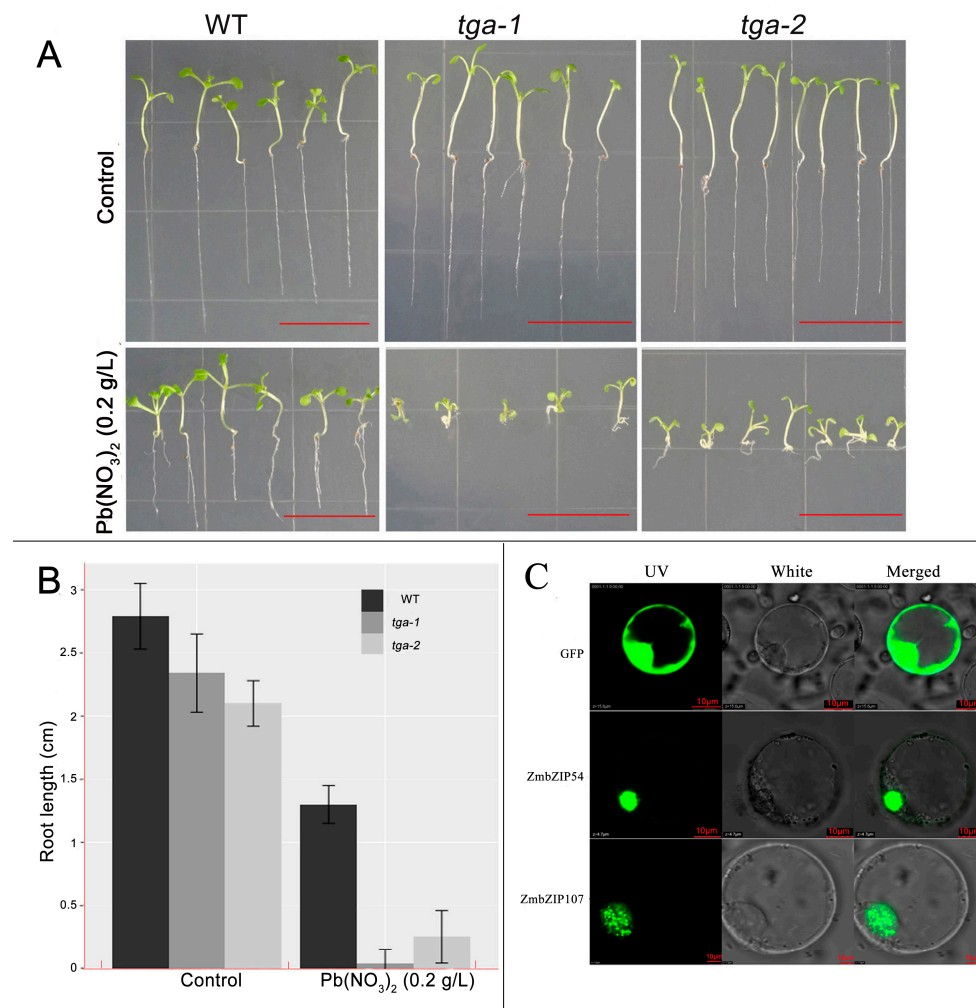 WT tga-1 tga-2
A
Control
Pb(NO3)2 (0.2 g/L)
B
Root length (cm)
3
2.5
2
1.5
1
0.5
0
WT
tga-1
tga-2
Control Pb(NO3)2 (0.2 g/L)
C
UV White Merged
GFP
10μm 10μm 10μm
ZmbZIP54
10μm 10μm 10μm
ZmbZIP107
10μm 10μm